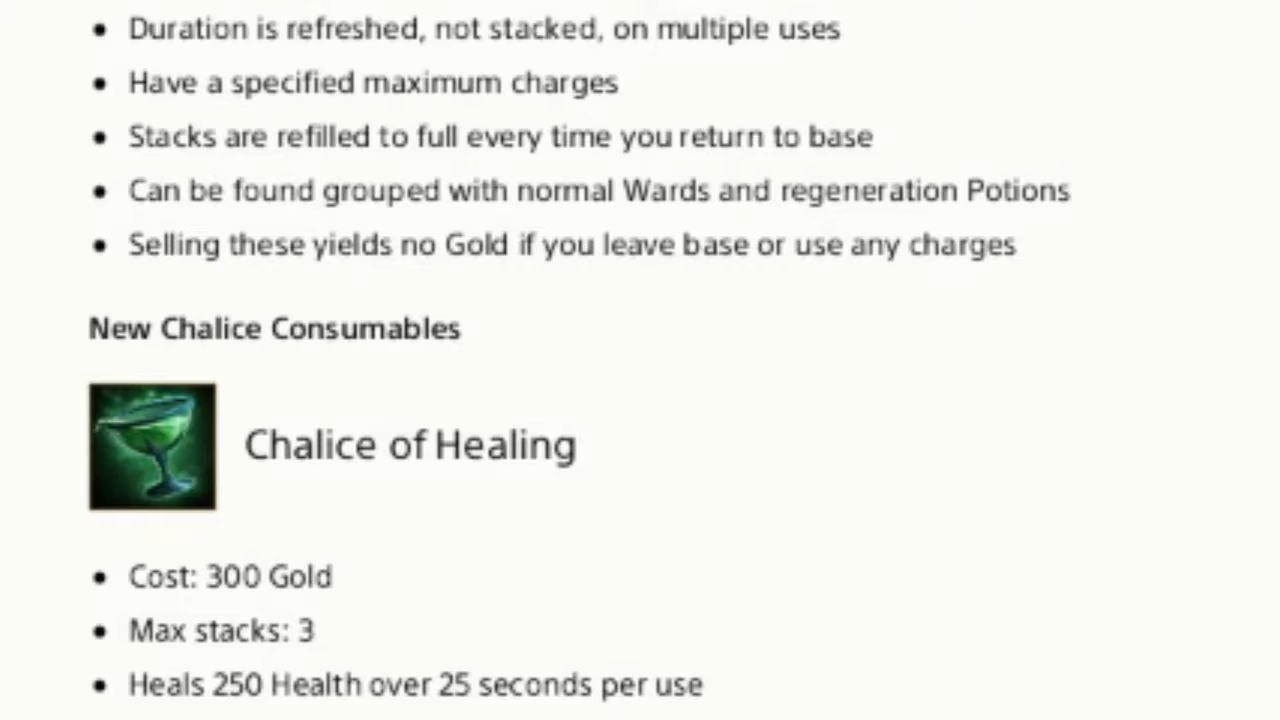 Duration is refreshed, not stacked, on multiple uses
Have a specified maximum charges
Stacks are refilled to full every time you return to base
Can be found grouped with normal Wards and regeneration Potions
Selling these yields no Gold if you leave base or use any charges
New Chalice Consumables
Chalice of Healing
Cost: 300 Gold
Max stacks: 3
Heals 250 Health over 25 seconds per use